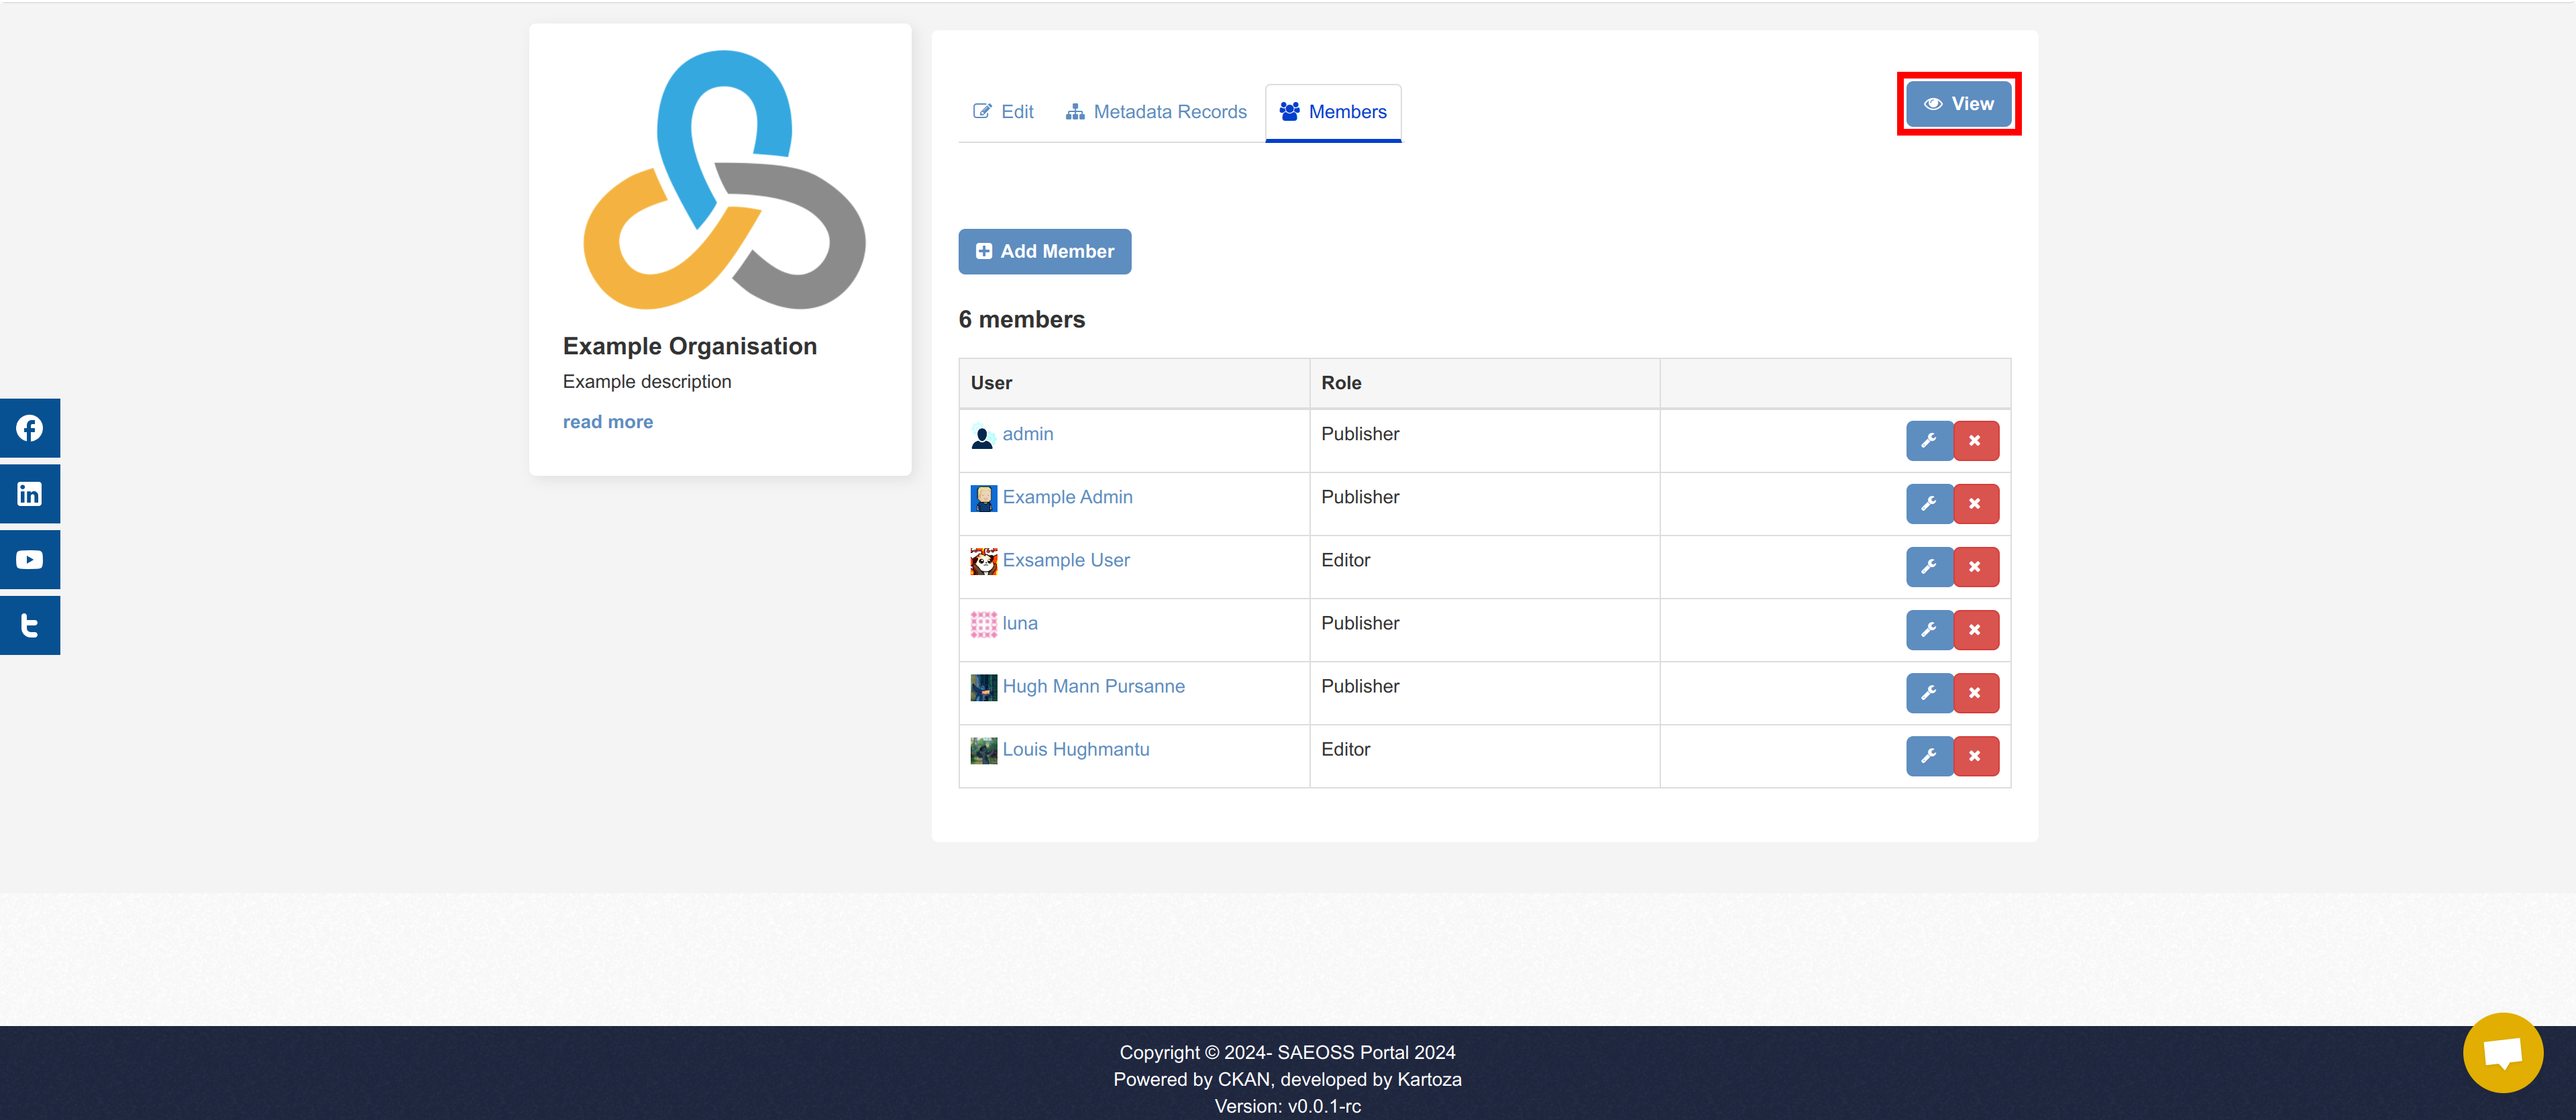 Edit Metadata Records Members View
Add Member
6 members
User Role
admin Publisher
Example Admin Publisher
Exsample User Editor
luna Publisher
Hugh Mann Pursanne Publisher
Louis Hughmantu Editor
Example Organisation
Example description
read more
Copyright © 2024- SAEOSS Portal 2024
Powered by CKAN, developed by Kartoza
Version: v0.0.1-rc